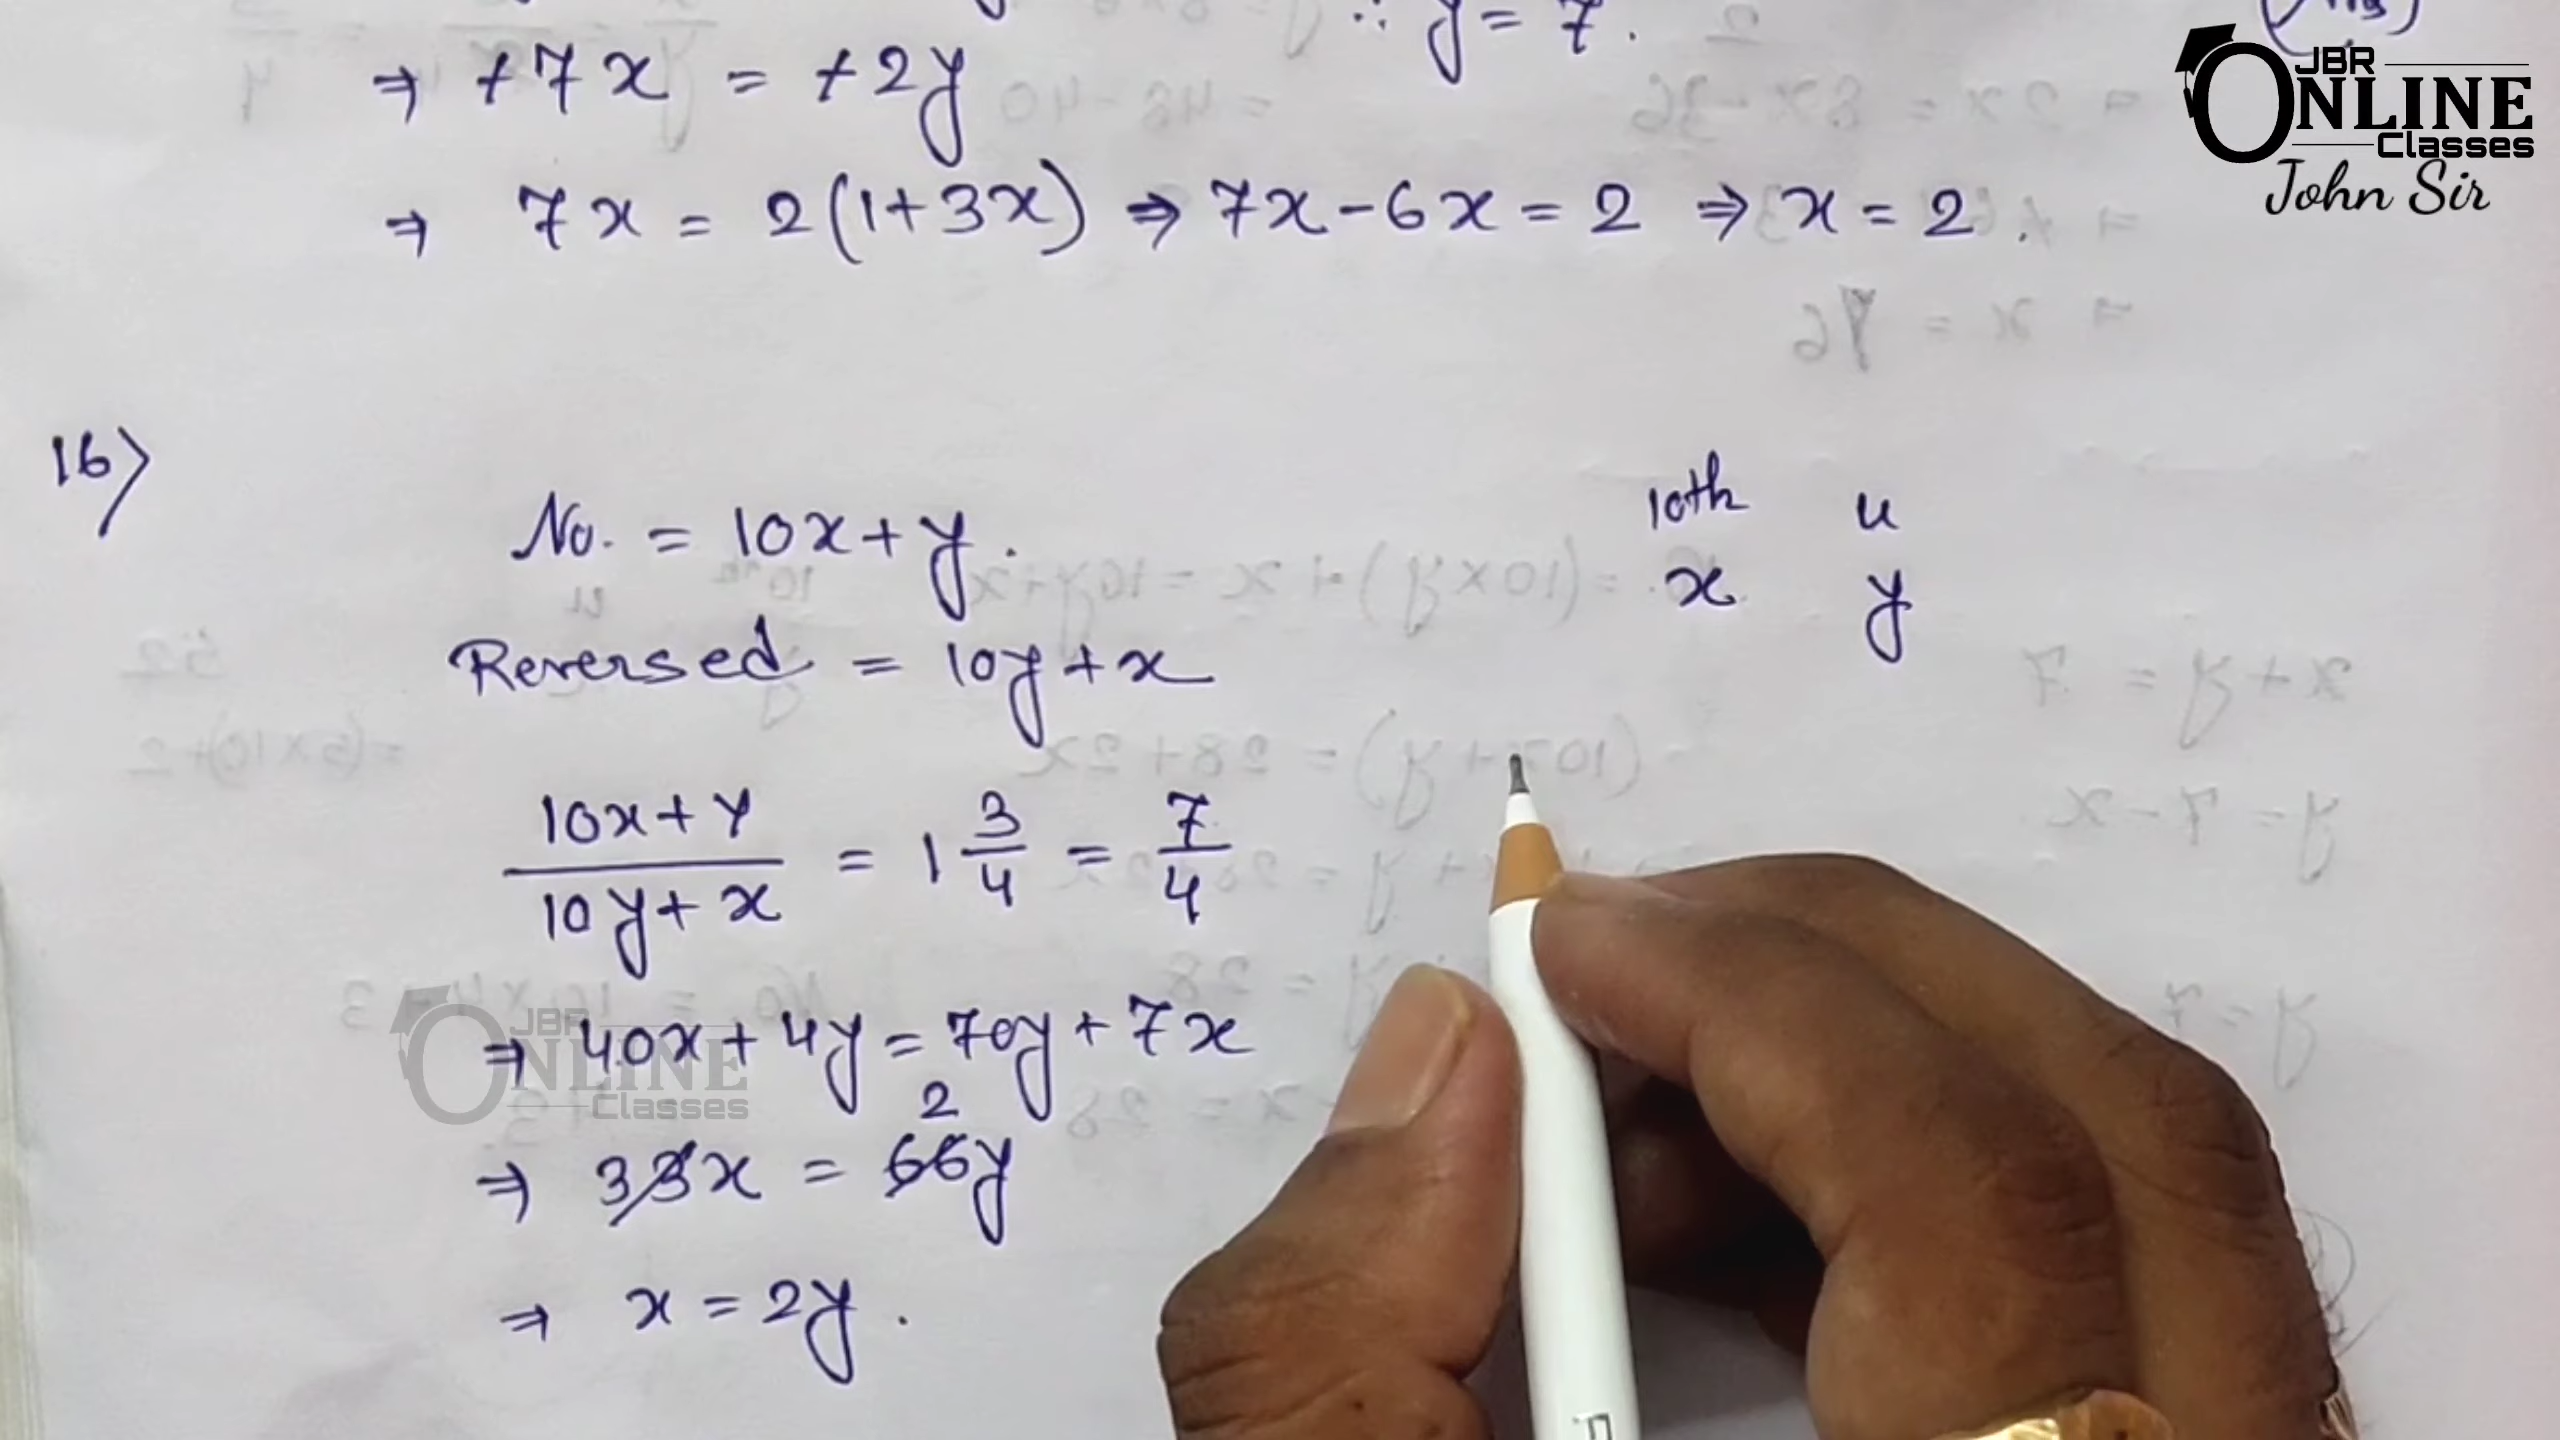 ∴ y = 7.
⇒ +7x = +2y
⇒ 7x = 2(1+3x) ⇒ 7x-6x = 2 ⇒ x = 2.
JBR
ONLINE
Classes
John Sir
16)
10th u
x y
No. = 10x+y.
Reversed = 10y+x
10x+y/10y+x = 1 3/4 = 7/4
⇒ 40x+4y = 70y+7x
2
⇒ 33x = 66y
⇒ x = 2y.
JBR
ONLINE
Classes